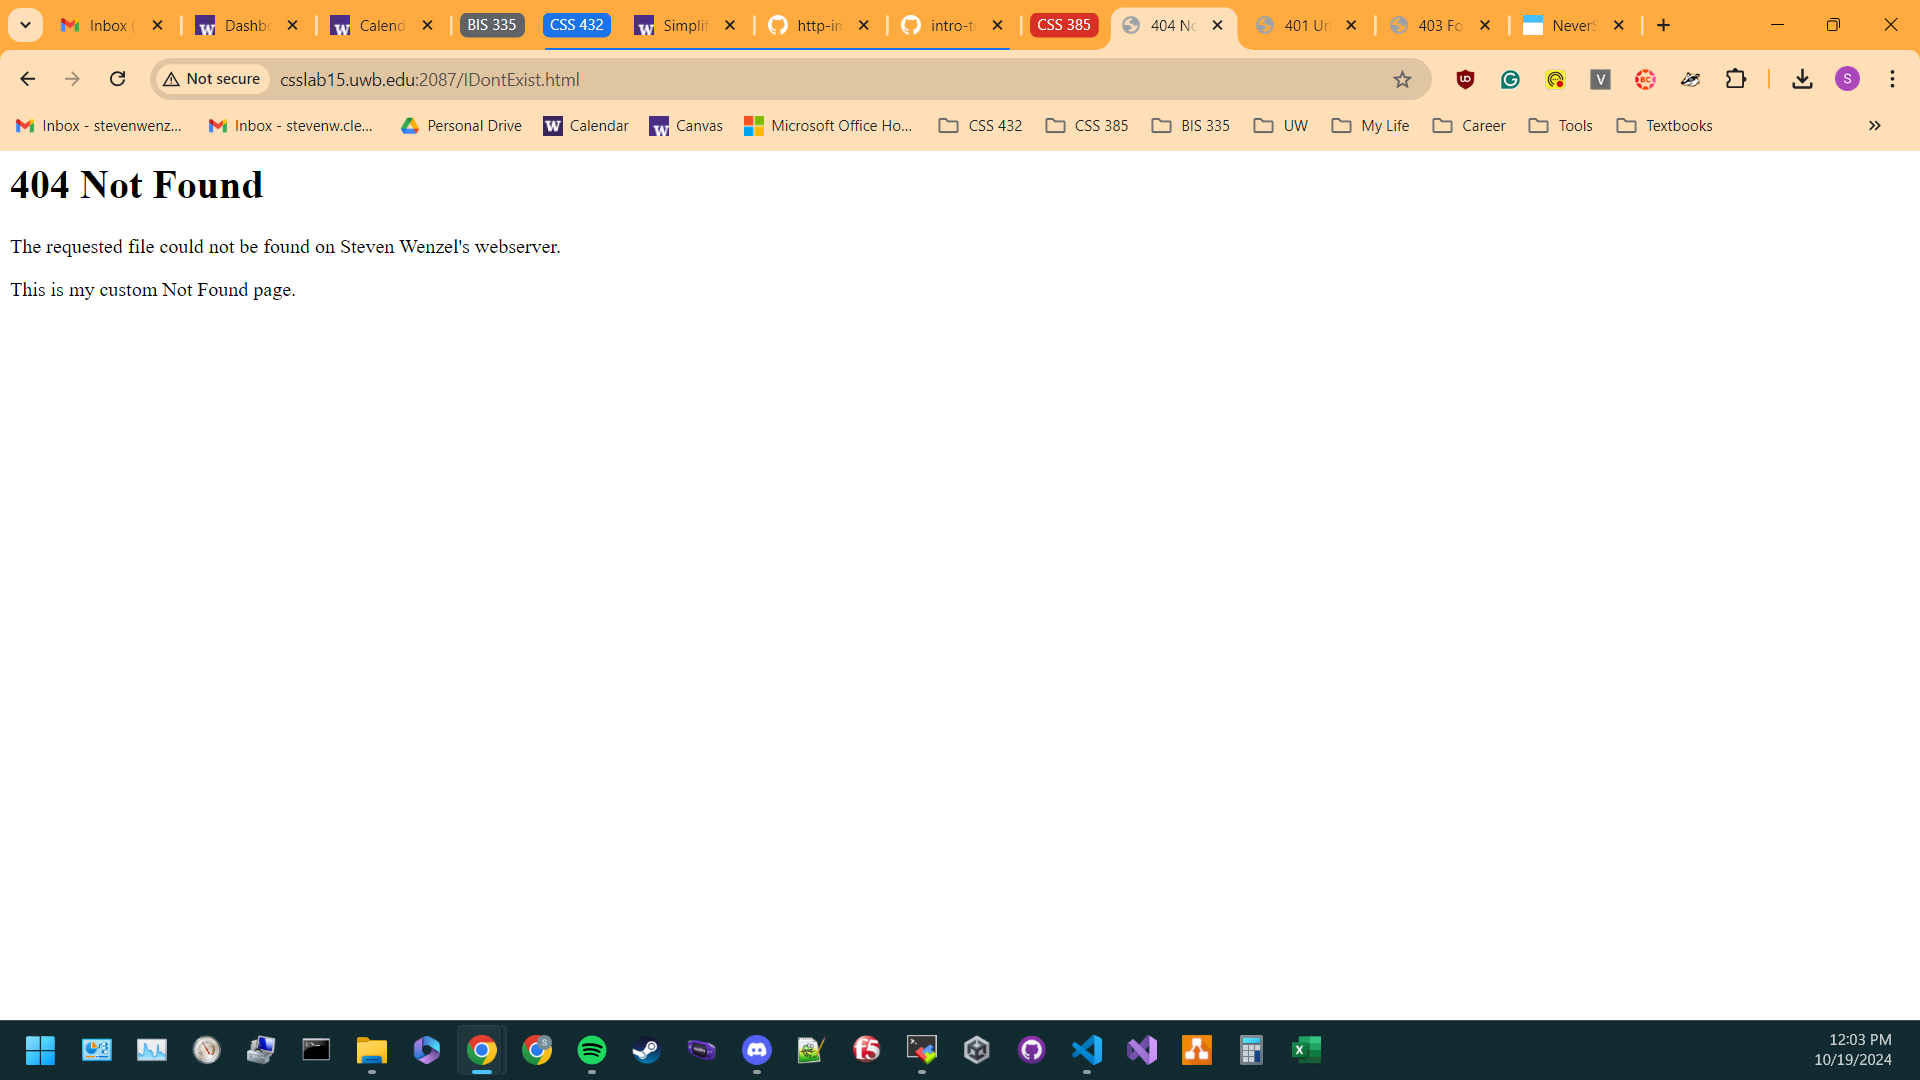 Inbox (
Dashbo
Calend
BIS 335
CSS 432
Simplif
http-im
intro-t
CSS 385
404 No
401 Un
403 Fo
NeverS
Not secure
csslab15.uwb.edu:2087/IDontExist.html
S
Inbox - stevenwenz...
Inbox - stevenw.cle...
Personal Drive
Calendar
Canvas
Microsoft Office Ho...
CSS 432
CSS 385
BIS 335
UW
My Life
Career
Tools
Textbooks
404 Not Found
The requested file could not be found on Steven Wenzel's webserver.
This is my custom Not Found page.
12:03 PM
10/19/2024